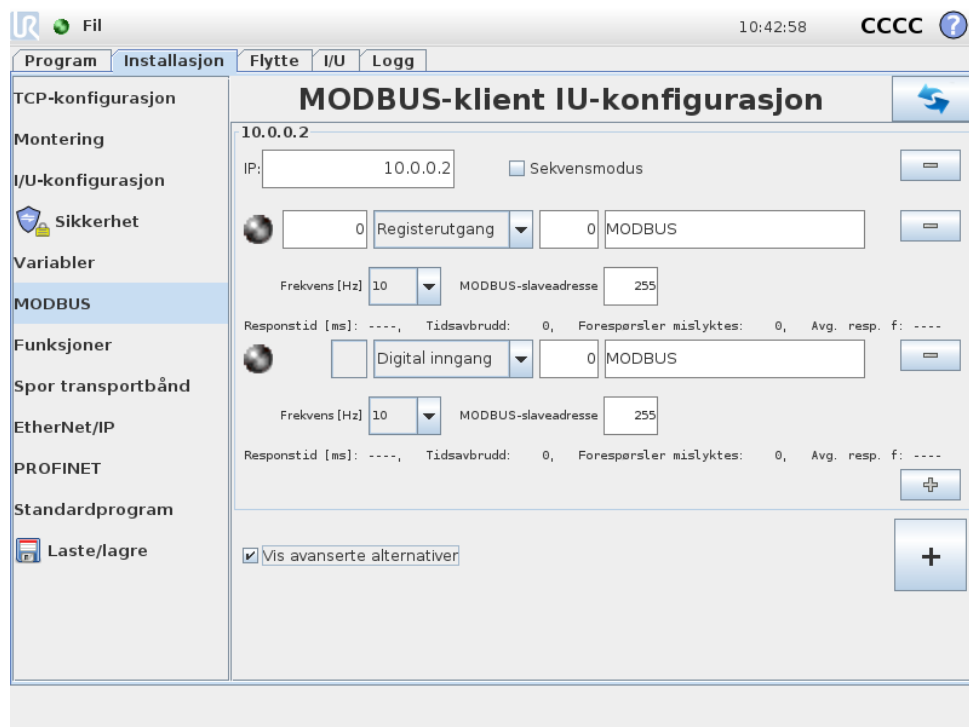 UR Fil 10:42:58 CCCC ?
Program Installasjon Flytte I/U Logg
TCP-konfigurasjon
Montering
I/U-konfigurasjon
Sikkerhet
Variabler
MODBUS
Funksjoner
Spor transportbånd
EtherNet/IP
PROFINET
Standardprogram
Laste/lagre
MODBUS-klient IU-konfigurasjon
10.0.0.2
IP: 10.0.0.2 Sekvensmodus
0 Registerutgang 0 MODBUS
Frekvens [Hz] 10 MODBUS-slaveadresse 255
Responstid [ms]: ----, Tidsavbrudd: 0, Forespørsler mislyktes: 0, Avg. resp. f: ----
Digital inngang 0 MODBUS
Frekvens [Hz] 10 MODBUS-slaveadresse 255
Responstid [ms]: ----, Tidsavbrudd: 0, Forespørsler mislyktes: 0, Avg. resp. f: ----
Vis avanserte alternativer